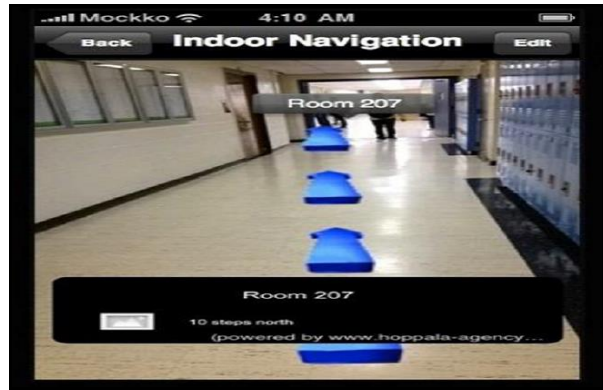 Mockko 4:10 AM
Back Indoor Navigation Edit
Room 207
Room 207
10 steps north
(powered by www.hoppala-agency…